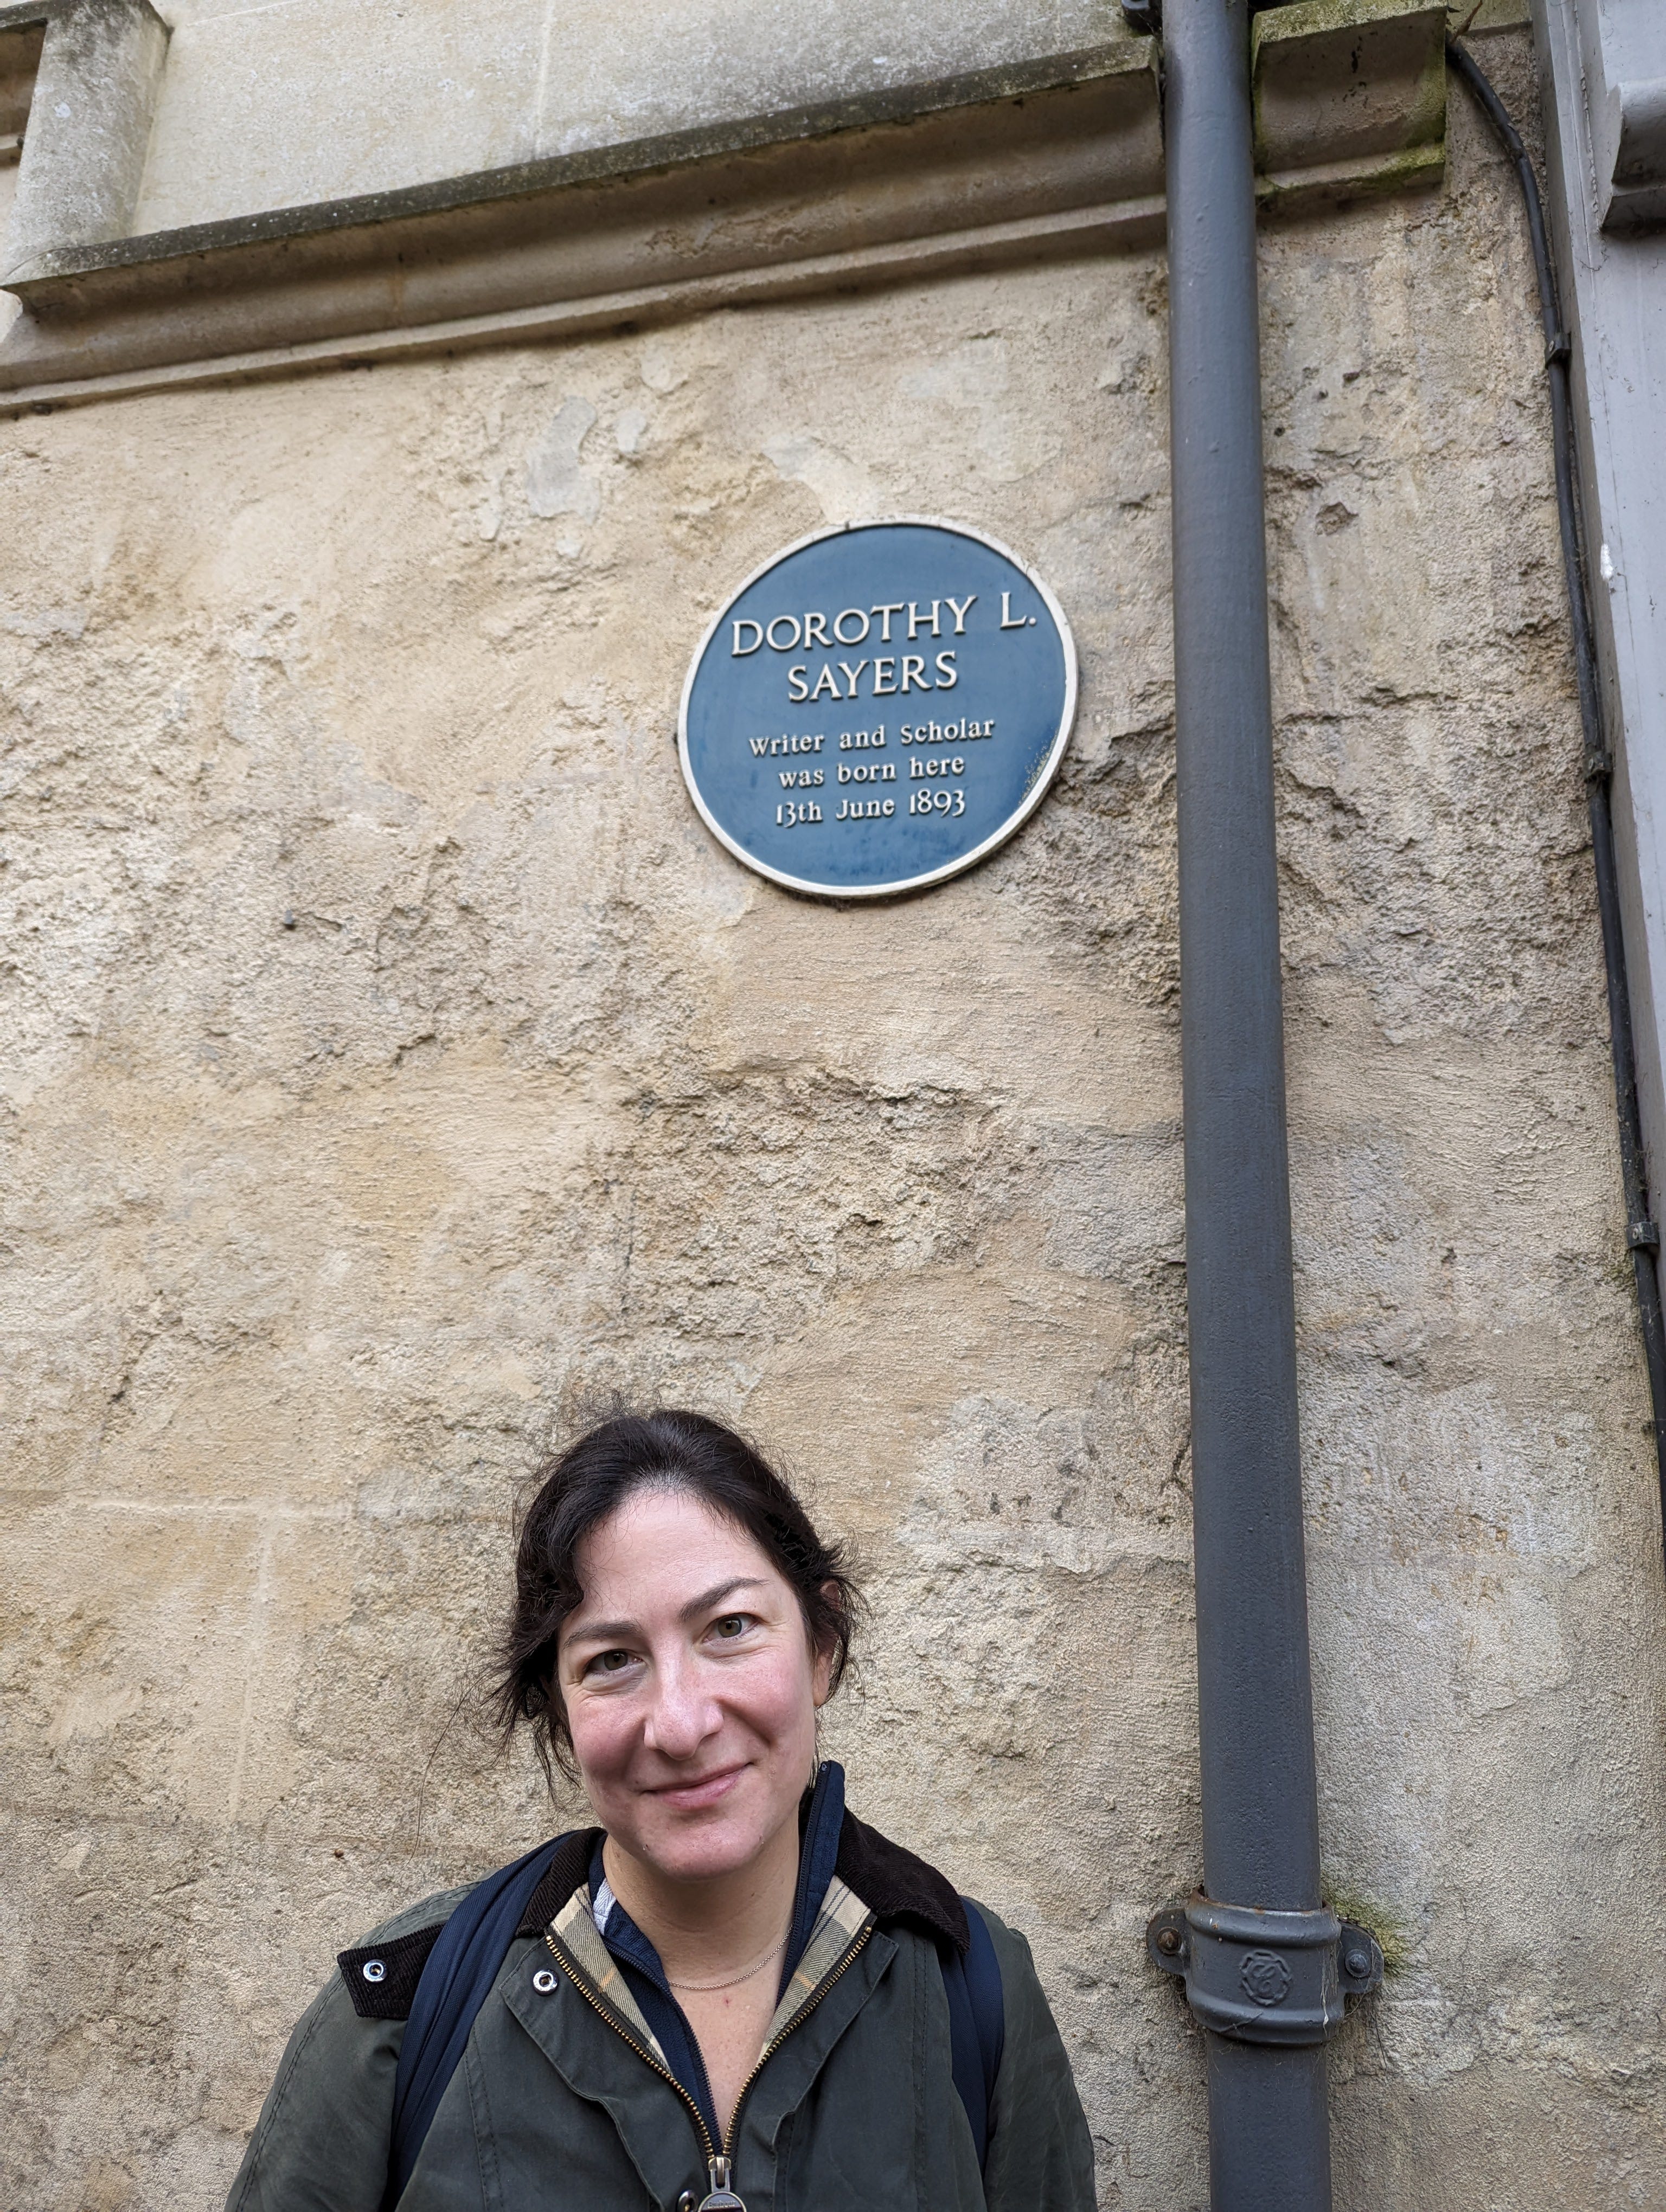 DOROTHY L.
SAYERS
Writer and Scholar
was born here
13th June 1893